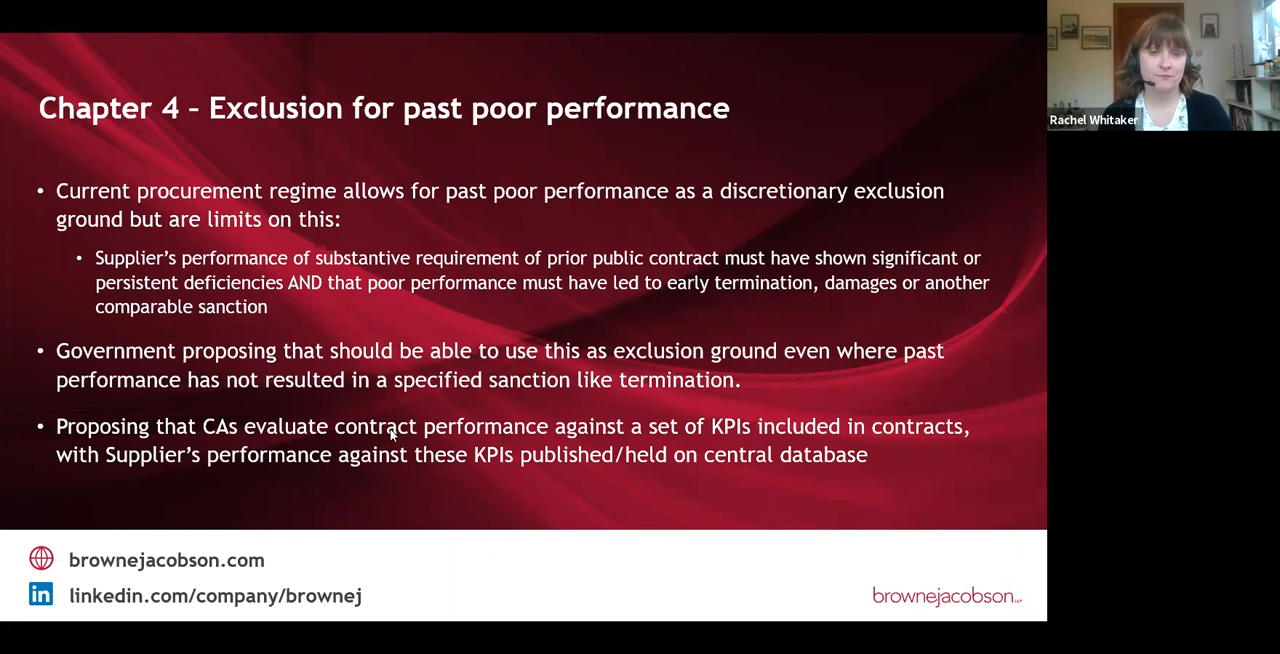 Chapter 4 – Exclusion for past poor performance
• Current procurement regime allows for past poor performance as a discretionary exclusion
ground but are limits on this:
• Supplier's performance of substantive requirement of prior public contract must have shown significant or
persistent deficiencies AND that poor performance must have led to early termination, damages or another
comparable sanction
• Government proposing that should be able to use this as exclusion ground even where past
performance has not resulted in a specified sanction like termination.
• Proposing that CAs evaluate contract performance against a set of KPIs included in contracts,
with Supplier's performance against these KPIs published/held on central database
Rachel Whitaker
brownejacobson.com
in linkedin.com/company/brownej
brownejacobson